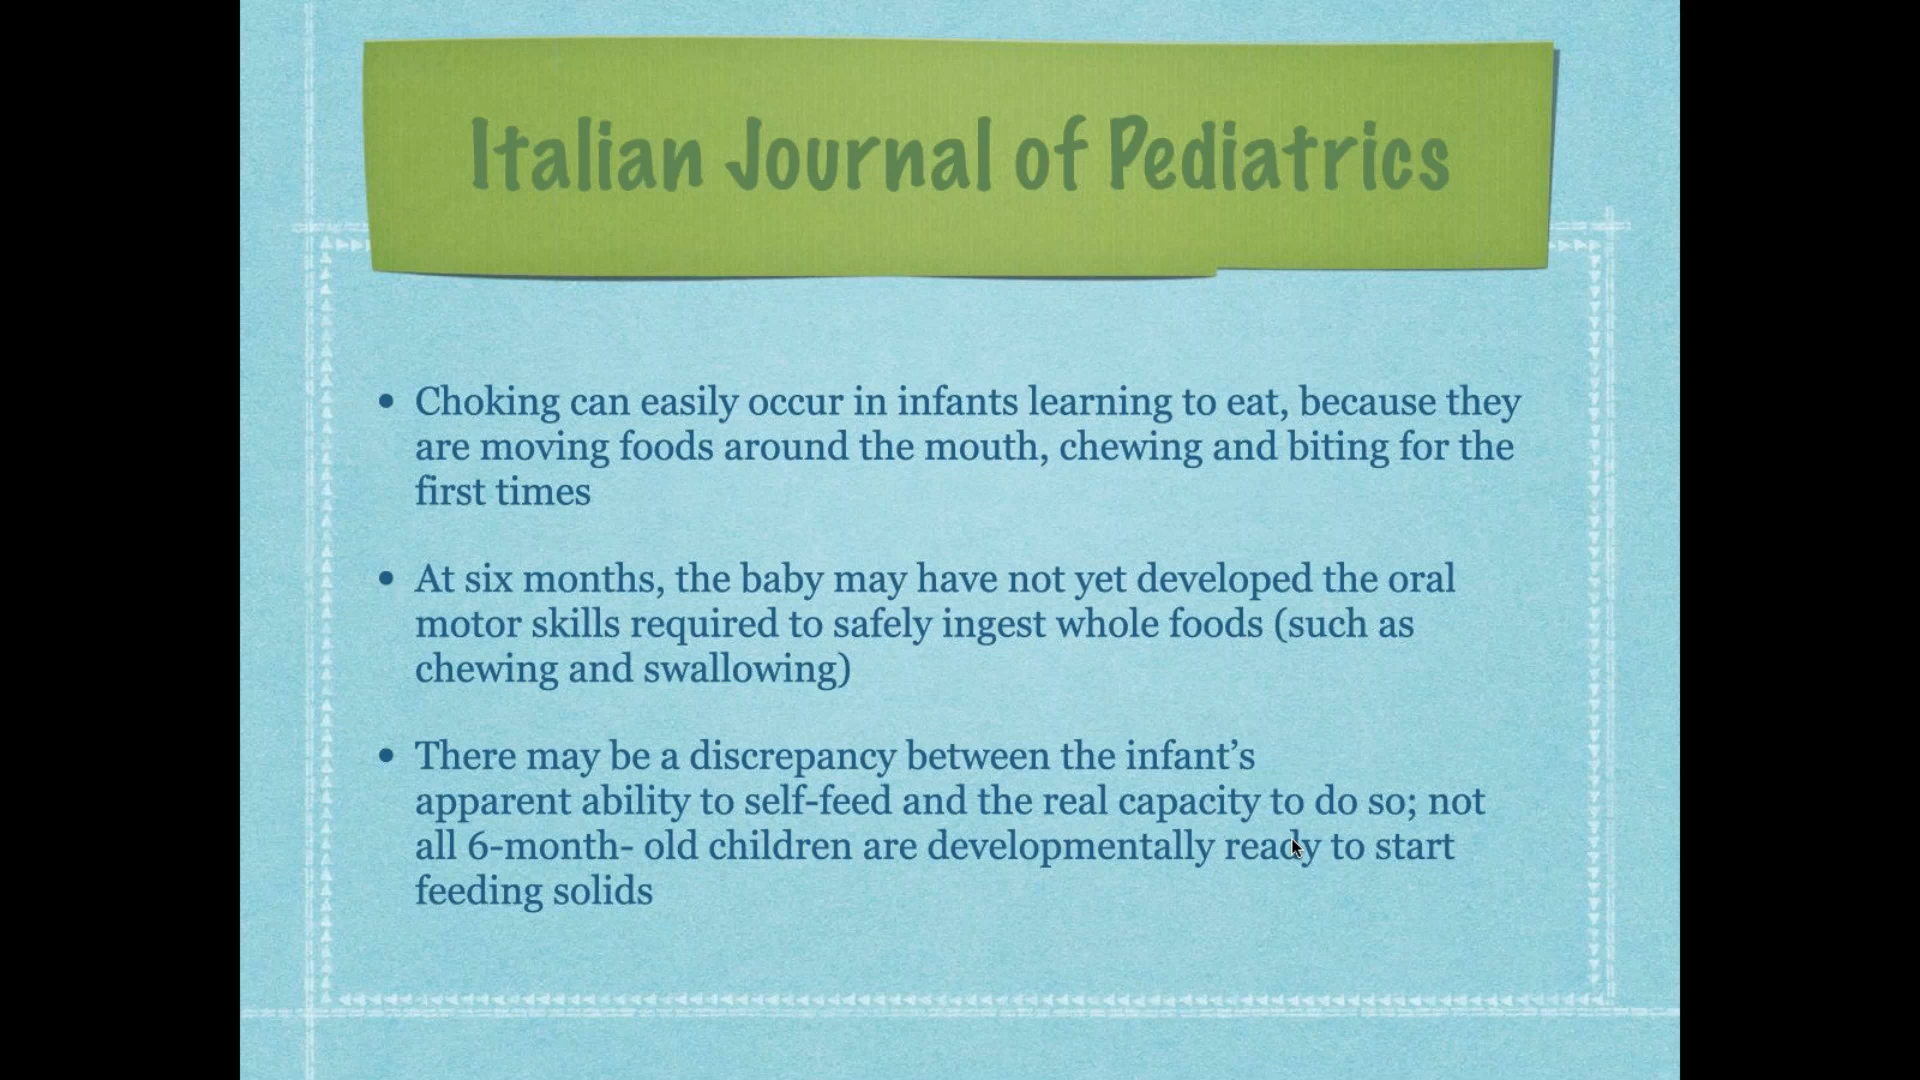 Italian Journal of Pediatrics
• Choking can easily occur in infants learning to eat, because they
are moving foods around the mouth, chewing and biting for the
first times
• At six months, the baby may have not yet developed the oral
motor skills required to safely ingest whole foods (such as
chewing and swallowing)
• There may be a discrepancy between the infant’s
apparent ability to self-feed and the real capacity to do so; not
all 6-month- old children are developmentally ready to start
feeding solids